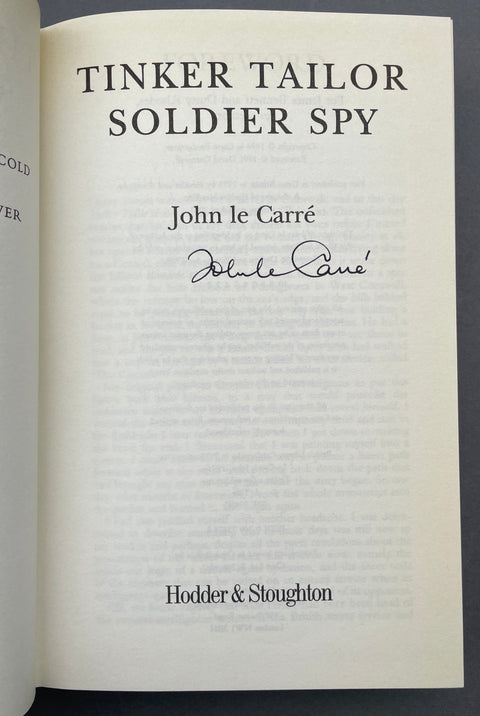 COLD
VER
TINKER TAILOR
SOLDIER SPY
John le Carré
John le Carré
Hodder & Stoughton